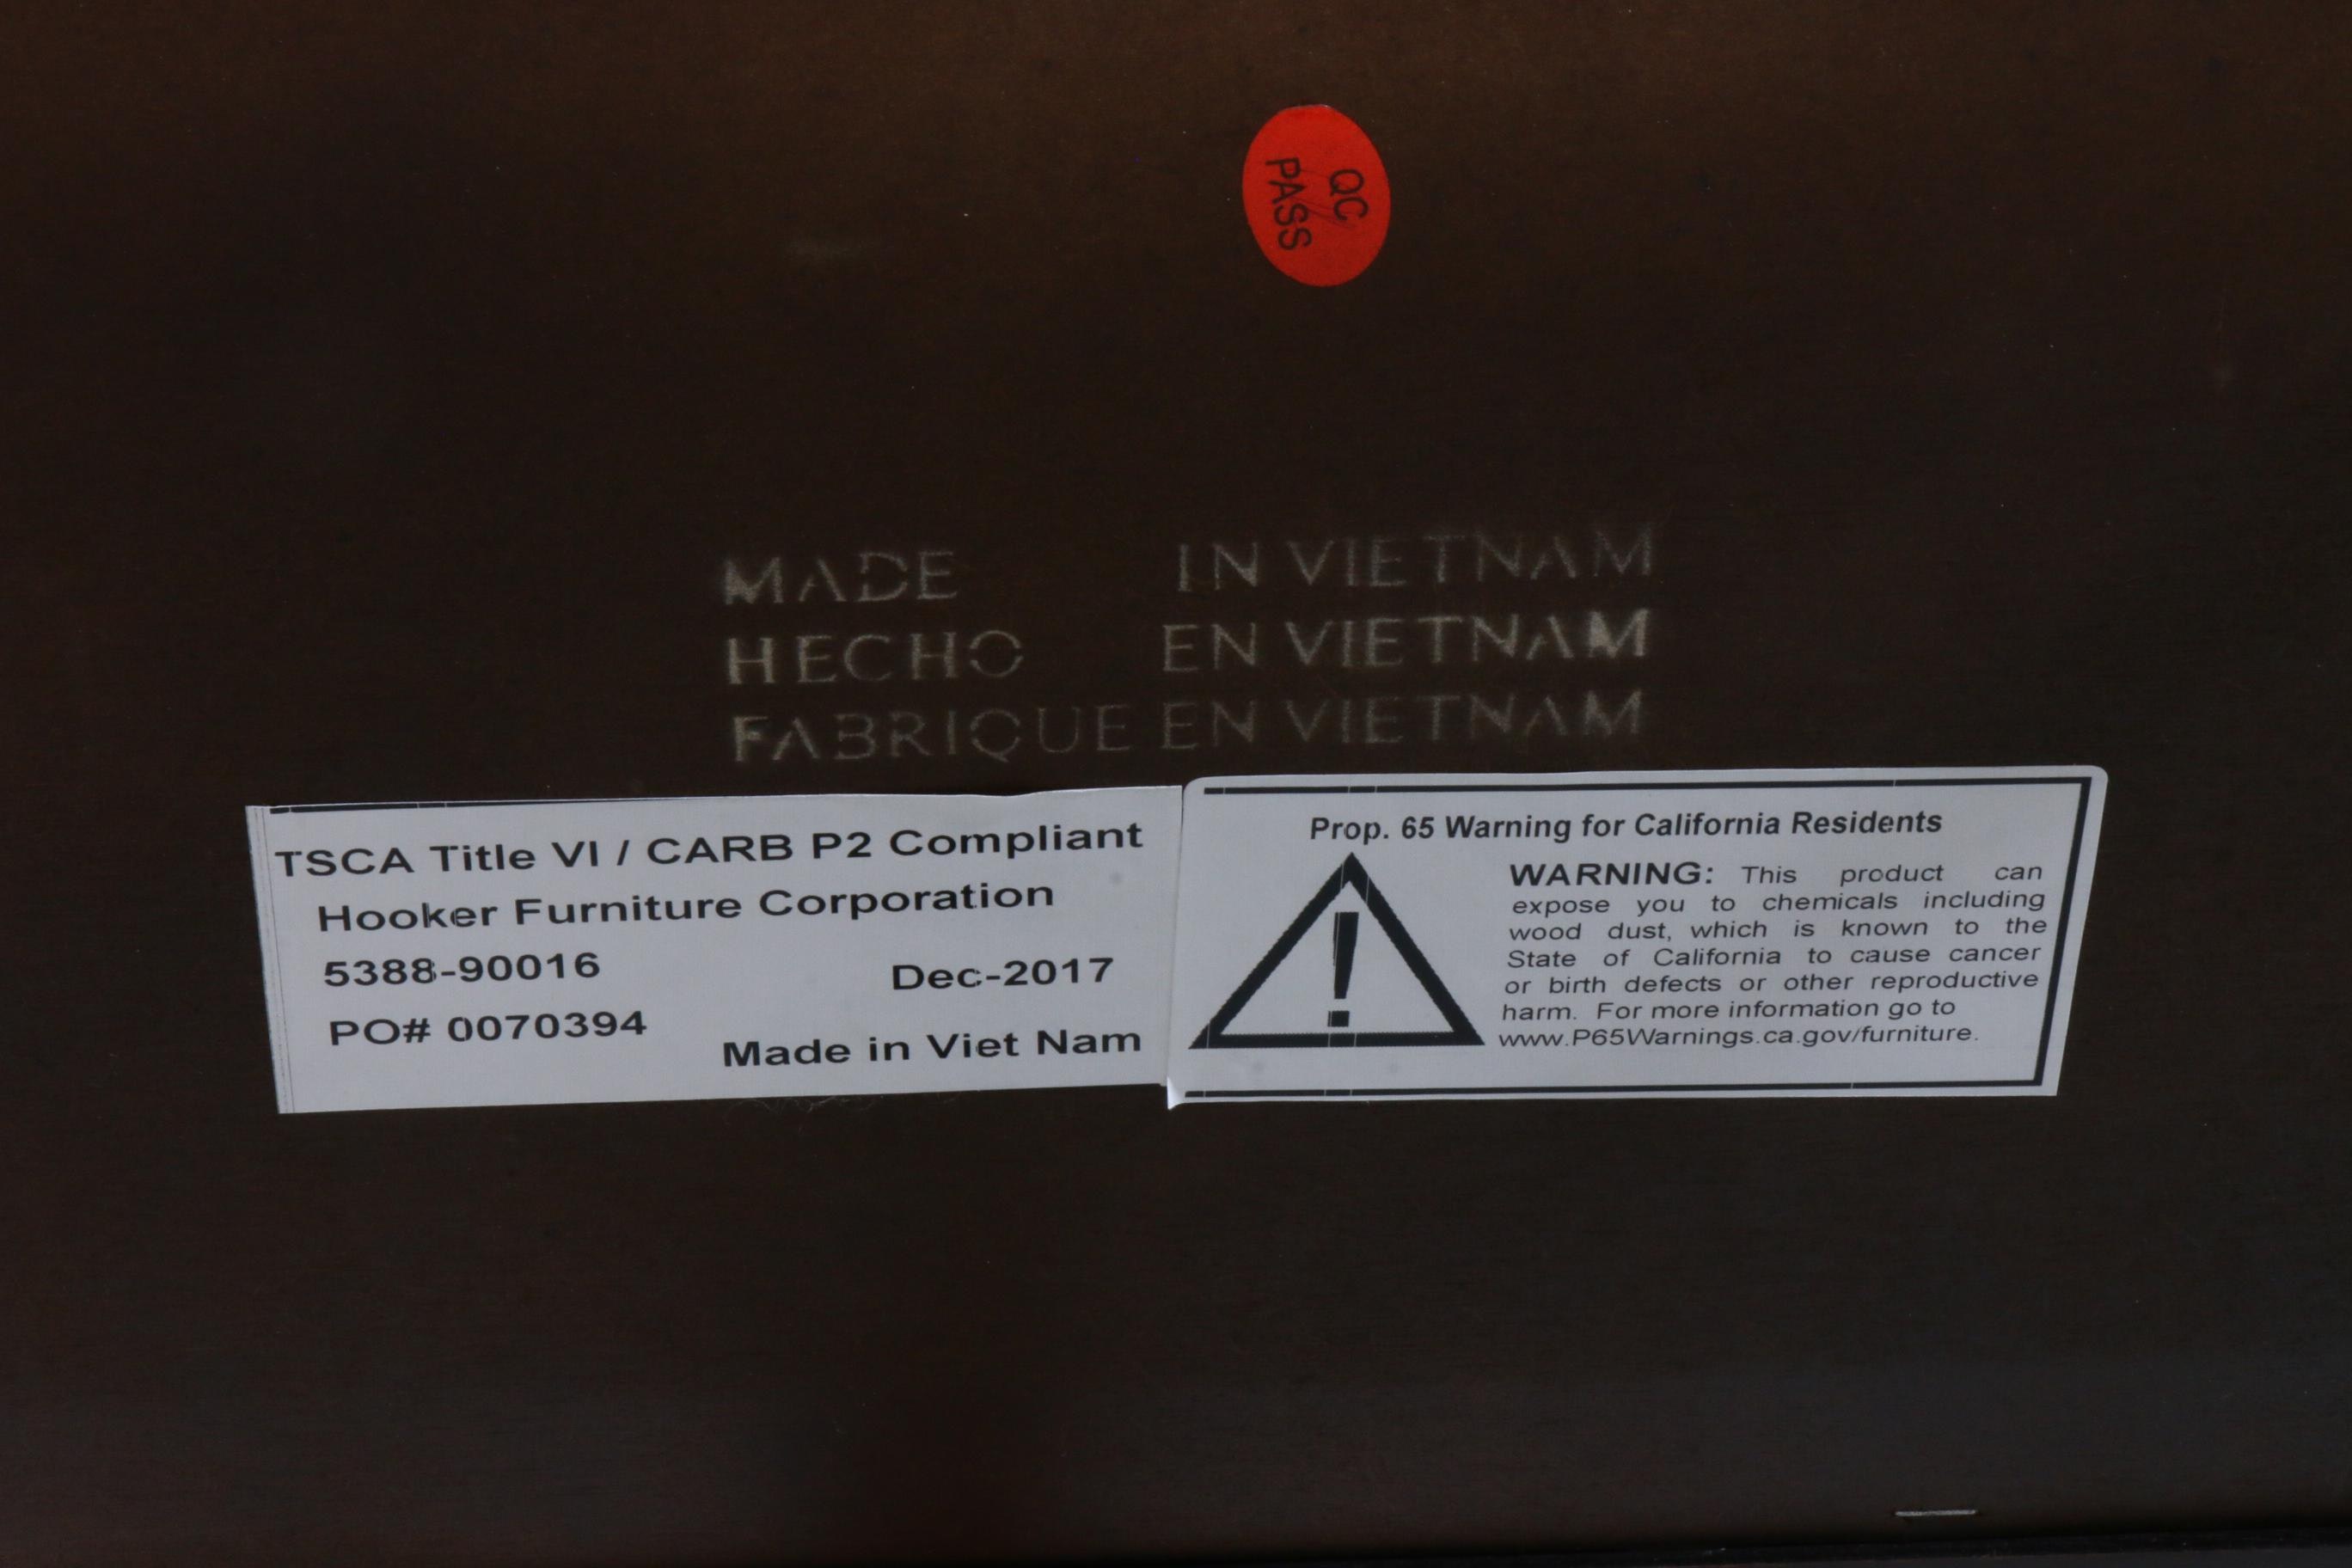 QC
PASS
MADE IN VIETNAM
HECHO EN VIETNAM
FABRIQUE EN VIETNAM
TSCA Title VI / CARB P2 Compliant
Hooker Furniture Corporation
5388-90016 Dec-2017
PO# 0070394
Made in Viet Nam
Prop. 65 Warning for California Residents
WARNING: This product can
expose you to chemicals including
wood dust, which is known to the
State of California to cause cancer
or birth defects or other reproductive
harm. For more information go to
www.P65Warnings.ca.gov/furniture.